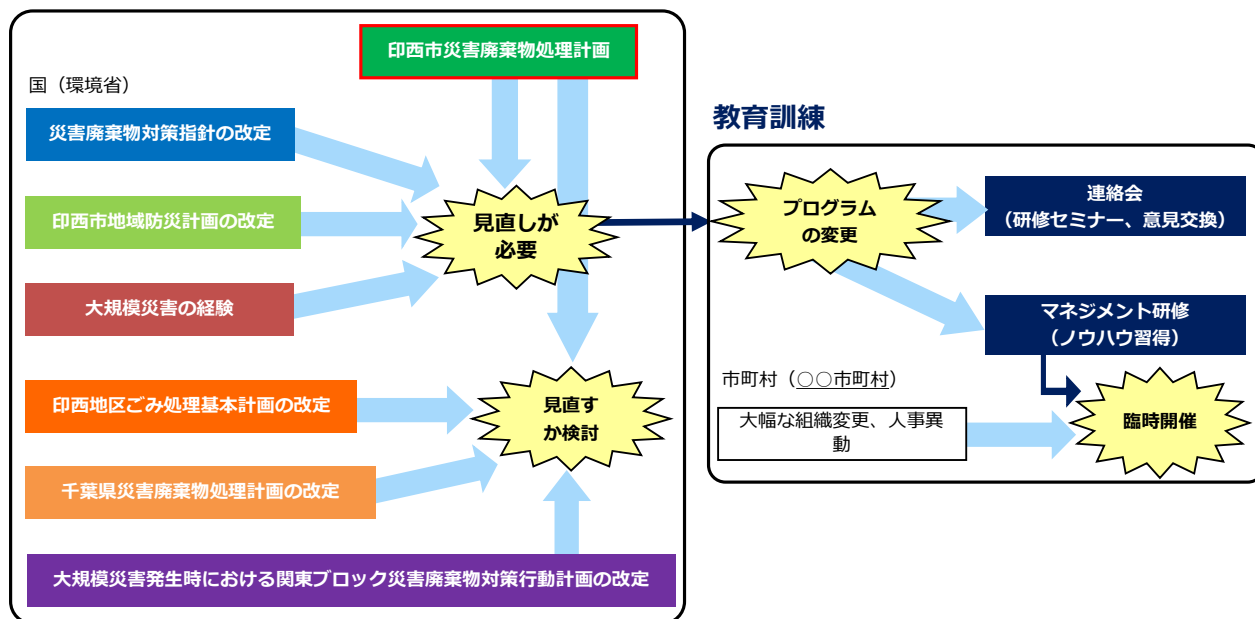 印西市災害廃棄物処理計画
国（環境省）
災害廃棄物対策指針の改定
印西市地域防災計画の改定
大規模災害の経験
見直しが
必要
印西地区ごみ処理基本計画の改定
千葉県災害廃棄物処理計画の改定
見直す
か検討
大規模災害発生時における関東ブロック災害廃棄物対策行動計画の改定
教育訓練
プログラム
の変更
連絡会
（研修セミナー、意見交換）
マネジメント研修
（ノウハウ習得）
市町村（○○市町村）
大幅な組織変更、人事異
動
臨時開催